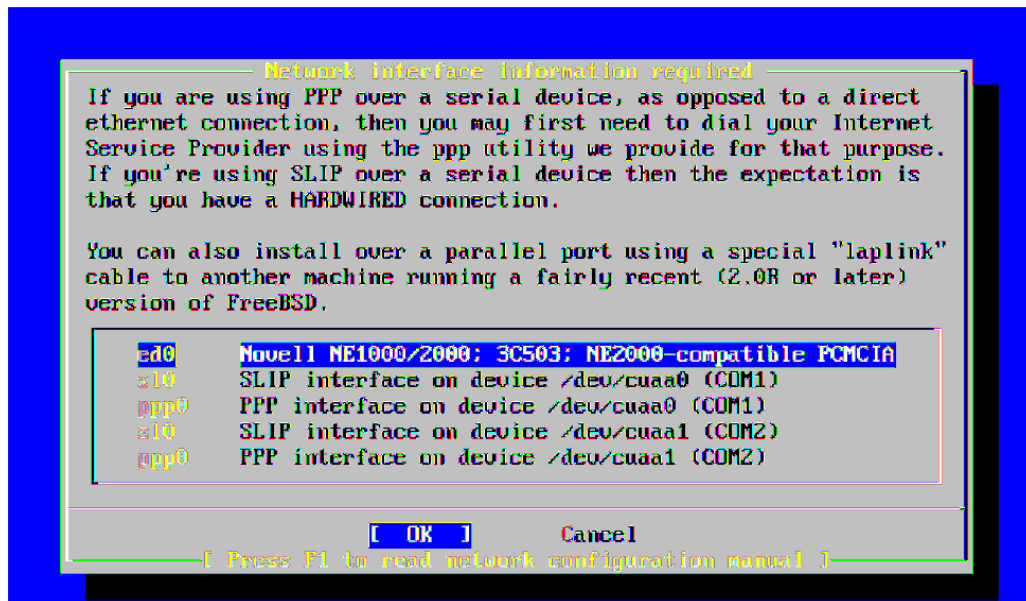 Network interface information required
If you are using PPP over a serial device, as opposed to a direct
ethernet connection, then you may first need to dial your Internet
Service Provider using the ppp utility we provide for that purpose.
If you're using SLIP over a serial device then the expectation is
that you have a HARDWIRED connection.
You can also install over a parallel port using a special "laplink"
cable to another machine running a fairly recent (2.0R or later)
version of FreeBSD.
ed0 Novell NE1000/2000; 3C503; NE2000-compatible PCMCIA
sl0 SLIP interface on device /dev/cuaa0 (COM1)
ppp0 PPP interface on device /dev/cuaa0 (COM1)
sl0 SLIP interface on device /dev/cuaa1 (COM2)
ppp0 PPP interface on device /dev/cuaa1 (COM2)
[ OK ] Cancel
[ Press F1 to read network configuration manual ]